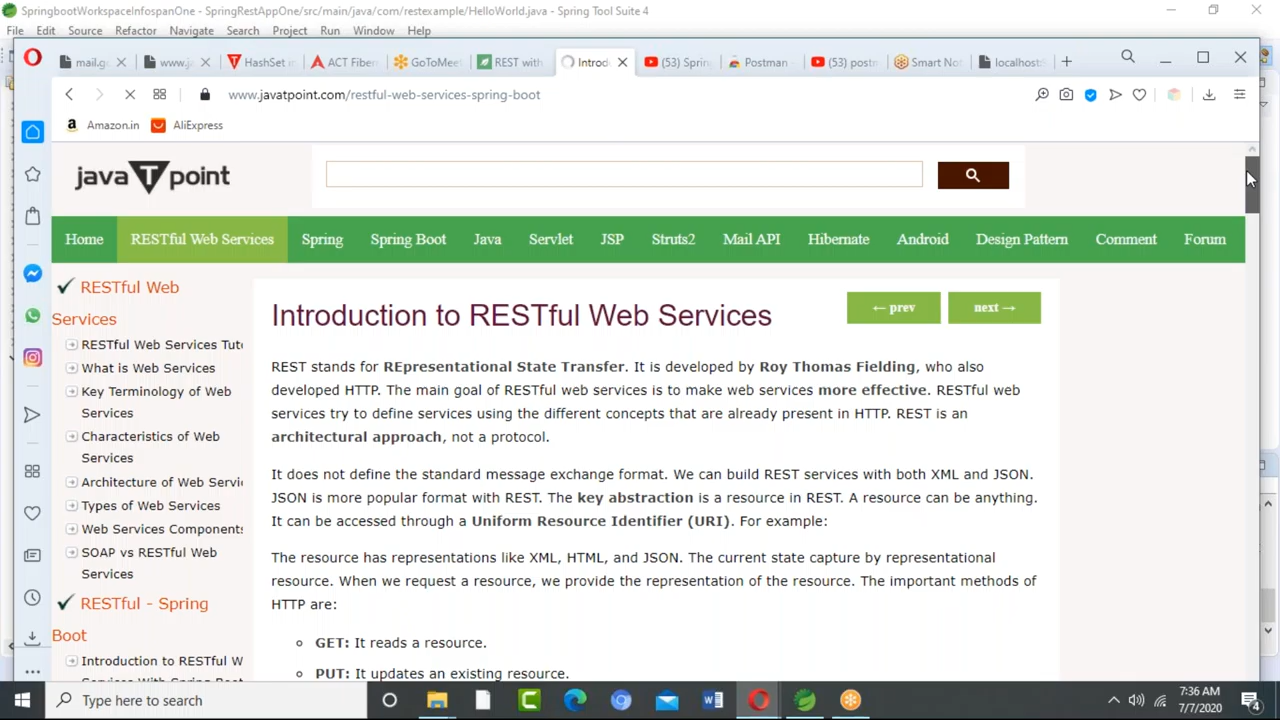 SpringbootWorkspaceInfospanOne - SpringRestAppOne/src/main/java/com/restexample/HelloWorld.java - Spring Tool Suite 4
File Edit Source Refactor Navigate Search Project Run Window Help
mail.g www.ja HashSet in ACT Fiber GoToMee REST with Introd (53) Sprin Postman (53) postn Smart No localhost:
www.javatpoint.com/restful-web-services-spring-boot
Amazon.in AliExpress
java T point
Home RESTful Web Services Spring Spring Boot Java Servlet JSP Struts2 Mail API Hibernate Android Design Pattern Comment Forum
RESTful Web
Services
RESTful Web Services Tuto
What is Web Services
Key Terminology of Web
Services
Characteristics of Web
Services
Architecture of Web Servi
Types of Web Services
Web Services Components
SOAP vs RESTful Web
Services
RESTful - Spring
Boot
Introduction to RESTful W
Services With Spring Boot
Introduction to RESTful Web Services
← prev next →
REST stands for REpresentational State Transfer. It is developed by Roy Thomas Fielding, who also
developed HTTP. The main goal of RESTful web services is to make web services more effective. RESTful web
services try to define services using the different concepts that are already present in HTTP. REST is an
architectural approach, not a protocol.
It does not define the standard message exchange format. We can build REST services with both XML and JSON.
JSON is more popular format with REST. The key abstraction is a resource in REST. A resource can be anything.
It can be accessed through a Uniform Resource Identifier (URI). For example:
The resource has representations like XML, HTML, and JSON. The current state capture by representational
resource. When we request a resource, we provide the representation of the resource. The important methods of
HTTP are:
GET: It reads a resource.
PUT: It updates an existing resource.
Type here to search
7:36 AM
7/7/2020
4